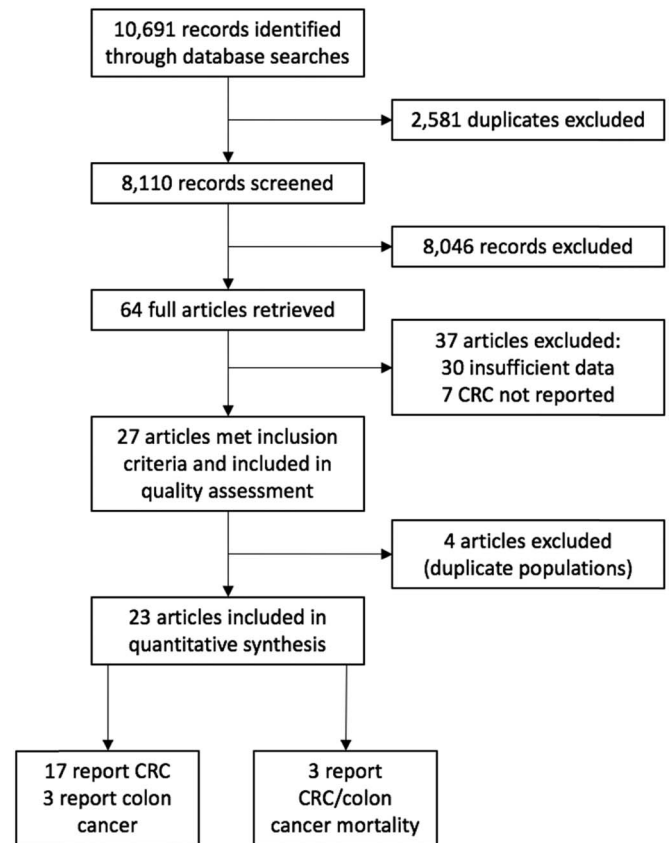 10,691 records identified
through database searches
2,581 duplicates excluded
8,110 records screened
8,046 records excluded
64 full articles retrieved
37 articles excluded:
30 insufficient data
7 CRC not reported
27 articles met inclusion
criteria and included in
quality assessment
4 articles excluded
(duplicate populations)
23 articles included in
quantitative synthesis
17 report CRC
3 report colon
cancer
3 report
CRC/colon
cancer mortality